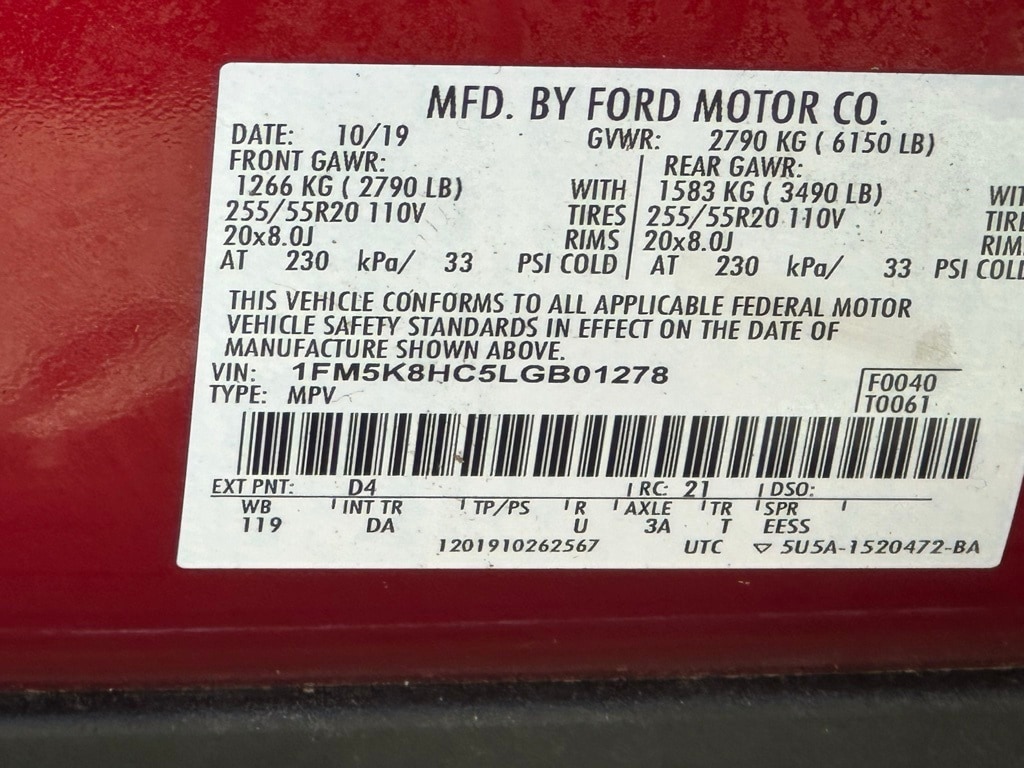 MFD. BY FORD MOTOR CO.
DATE: 10/19 GVWR: 2790 KG ( 6150 LB)
FRONT GAWR: REAR GAWR:
1266 KG ( 2790 LB) WITH 1583 KG ( 3490 LB) WIT
255/55R20 110V TIRES 255/55R20 110V TIRE
20x8.0J RIMS 20x8.0J RIM
AT 230 kPa/ 33 PSI COLD AT 230 kPa/ 33 PSI COLD
THIS VEHICLE CONFORMS TO ALL APPLICABLE FEDERAL MOTOR
VEHICLE SAFETY STANDARDS IN EFFECT ON THE DATE OF
MANUFACTURE SHOWN ABOVE.
VIN: 1FM5K8HC5LGB01278 F0040
TYPE: MPV T0061
EXT PNT: D4 RC: 21 DSO:
WB INT TR TP/PS R AXLE TR SPR
119 DA U 3A T EESS
1201910262567 UTC ▽ 5U5A-1520472-BA